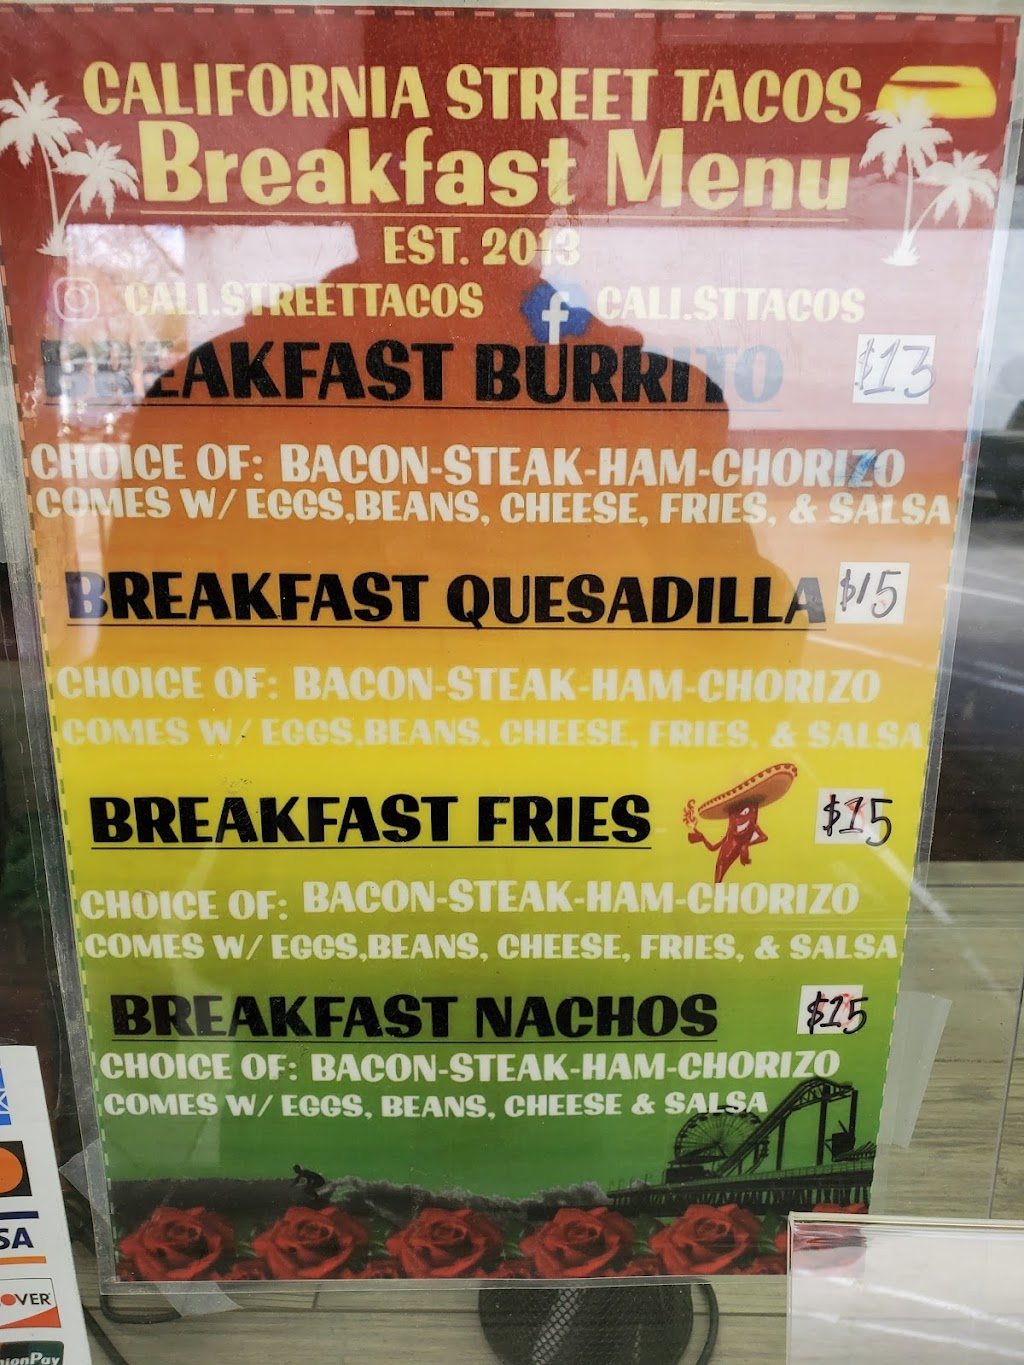 CALIFORNIA STREET TACOS
Breakfast Menu
EST. 2013
CALI.STREETTACOS f CALI.STTACOS
BREAKFAST BURRITO $13
CHOICE OF: BACON-STEAK-HAM-CHORIZO
COMES W/ EGGS,BEANS, CHEESE, FRIES, & SALSA
BREAKFAST QUESADILLA $15
CHOICE OF: BACON-STEAK-HAM-CHORIZO
COMES W/ EGGS,BEANS, CHEESE, FRIES, & SALSA
BREAKFAST FRIES $15
CHOICE OF: BACON-STEAK-HAM-CHORIZO
COMES W/ EGGS,BEANS, CHEESE, FRIES, & SALSA
BREAKFAST NACHOS $15
CHOICE OF: BACON-STEAK-HAM-CHORIZO
COMES W/ EGGS, BEANS, CHEESE & SALSA
SA
OVER
nionPay